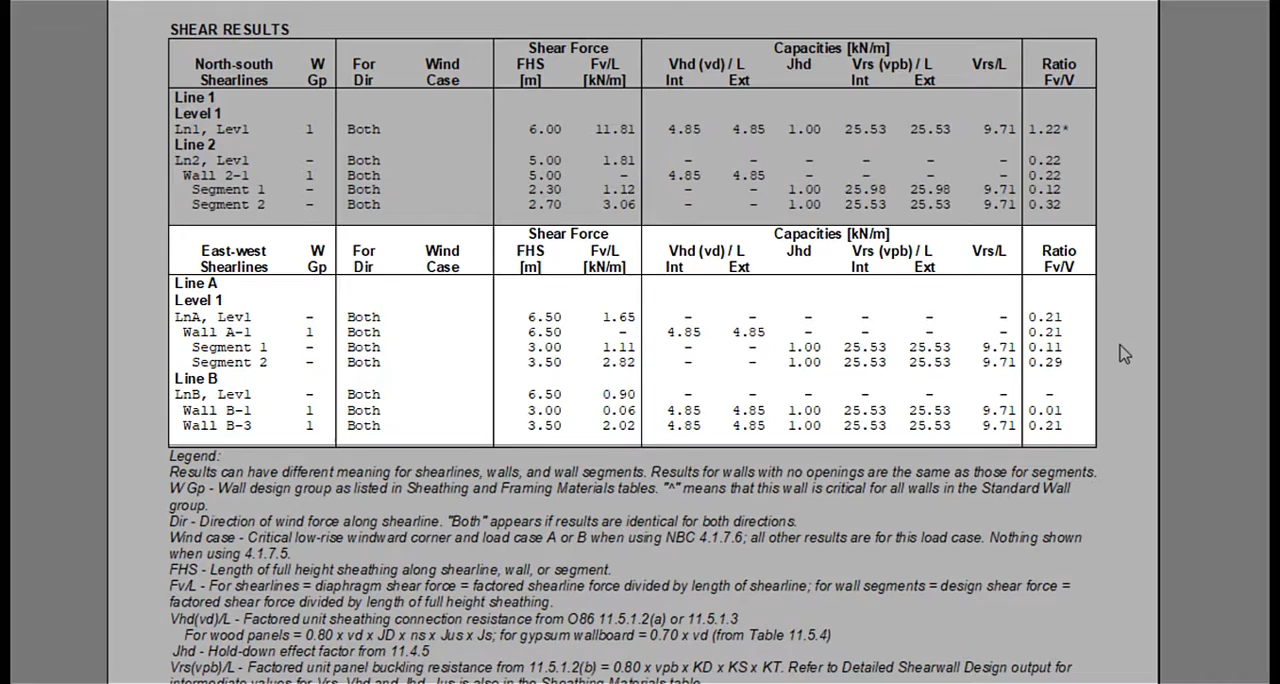 SHEAR RESULTS
Shear Force Capacities [kN/m]
North-south W For Wind FHS Fv/L Vhd (vd) / L Jhd Vrs (vpb) / L Vrs/L Ratio
Shearlines Gp Dir Case [m] [kN/m] Int Ext Int Ext Fv/V
Line 1
Level 1
Ln1, Lev1 1 Both 6.00 11.81 4.85 4.85 1.00 25.53 25.53 9.71 1.22*
Line 2
Ln2, Lev1 - Both 5.00 1.81 - - - - - - 0.22
Wall 2-1 1 Both 5.00 - 4.85 4.85 - - - - 0.22
Segment 1 - Both 2.30 1.12 - - 1.00 25.98 25.98 9.71 0.12
Segment 2 - Both 2.70 3.06 - - 1.00 25.53 25.53 9.71 0.32
Shear Force Capacities [kN/m]
East-west W For Wind FHS Fv/L Vhd (vd) / L Jhd Vrs (vpb) / L Vrs/L Ratio
Shearlines Gp Dir Case [m] [kN/m] Int Ext Int Ext Fv/V
Line A
Level 1
LnA, Lev1 - Both 6.50 1.65 - - - - - - 0.21
Wall A-1 1 Both 6.50 - 4.85 4.85 - - - - 0.21
Segment 1 - Both 3.00 1.11 - - 1.00 25.53 25.53 9.71 0.11
Segment 2 - Both 3.50 2.82 - - 1.00 25.53 25.53 9.71 0.29
Line B
LnB, Lev1 - Both 6.50 0.90 - - - - - - -
Wall B-1 1 Both 3.00 0.06 4.85 4.85 1.00 25.53 25.53 9.71 0.01
Wall B-3 1 Both 3.50 2.02 4.85 4.85 1.00 25.53 25.53 9.71 0.21
Legend:
Results can have different meaning for shearlines, walls, and wall segments. Results for walls with no openings are the same as those for segments.
W Gp - Wall design group as listed in Sheathing and Framing Materials tables. "^" means that this wall is critical for all walls in the Standard Wall
group.
Dir - Direction of wind force along shearline. "Both" appears if results are identical for both directions.
Wind case - Critical low-rise windward corner and load case A or B when using NBC 4.1.7.6; all other results are for this load case. Nothing shown
when using 4.1.7.5.
FHS - Length of full height sheathing along shearline, wall, or segment.
Fv/L - For shearlines = diaphragm shear force = factored shearline force divided by length of shearline; for wall segments = design shear force =
factored shear force divided by length of full height sheathing.
Vhd(vd)/L - Factored unit sheathing connection resistance from O86 11.5.1.2(a) or 11.5.1.3
For wood panels = 0.80 x vd x JD x ns x Jus x Js; for gypsum wallboard = 0.70 x vd (from Table 11.5.4)
Jhd - Hold-down effect factor from 11.4.5
Vrs(vpb)/L - Factored unit panel buckling resistance from 11.5.1.2(b) = 0.80 x vpb x KD x KS x KT. Refer to Detailed Shearwall Design output for
intermediate values for Vrs, Vhd and Jhd. Jus is also in the Sheathing Materials table.